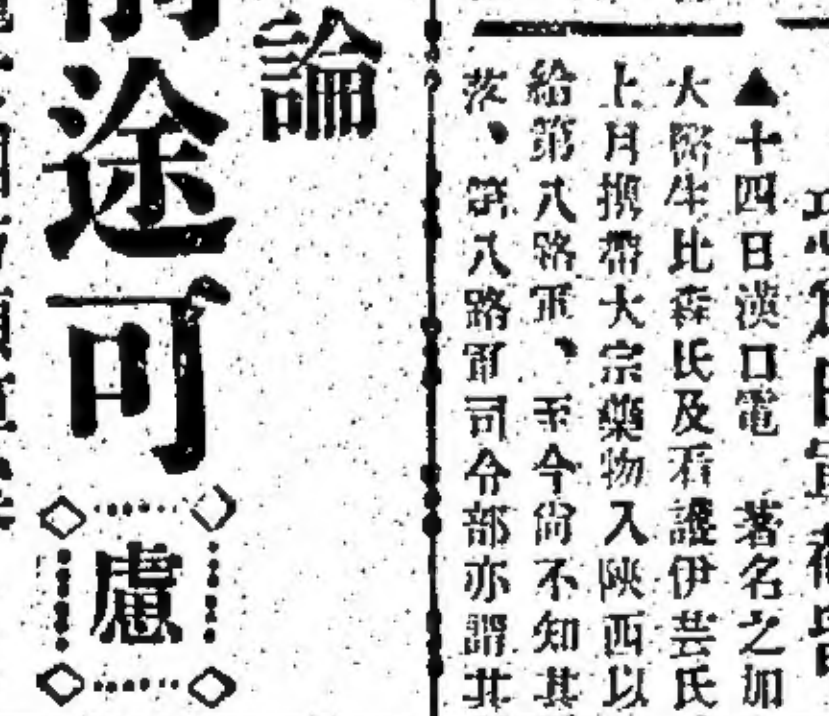 ▲十四日漢口電　著名之加
大醫生比森氏及看護伊芸氏
上月携帶大宗藥物入陝西以
給第八路軍、至今尚不知其
落、第八路軍司令部亦謂其
論
途可慮